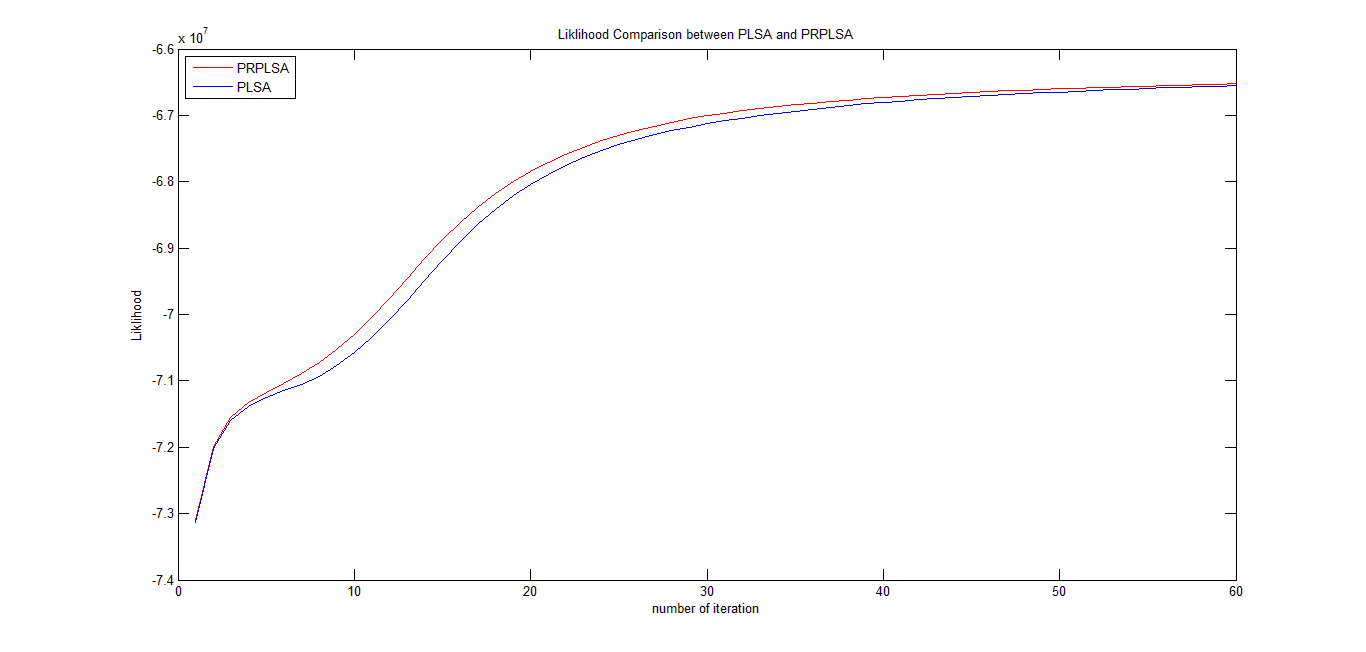 Liklihood Comparison between PLSA and PRPLSA
x 10^7
-6.6
-6.7
-6.8
-6.9
-7
-7.1
-7.2
-7.3
-7.4
Liklihood
PRPLSA
PLSA
0 10 20 30 40 50 60
number of iteration